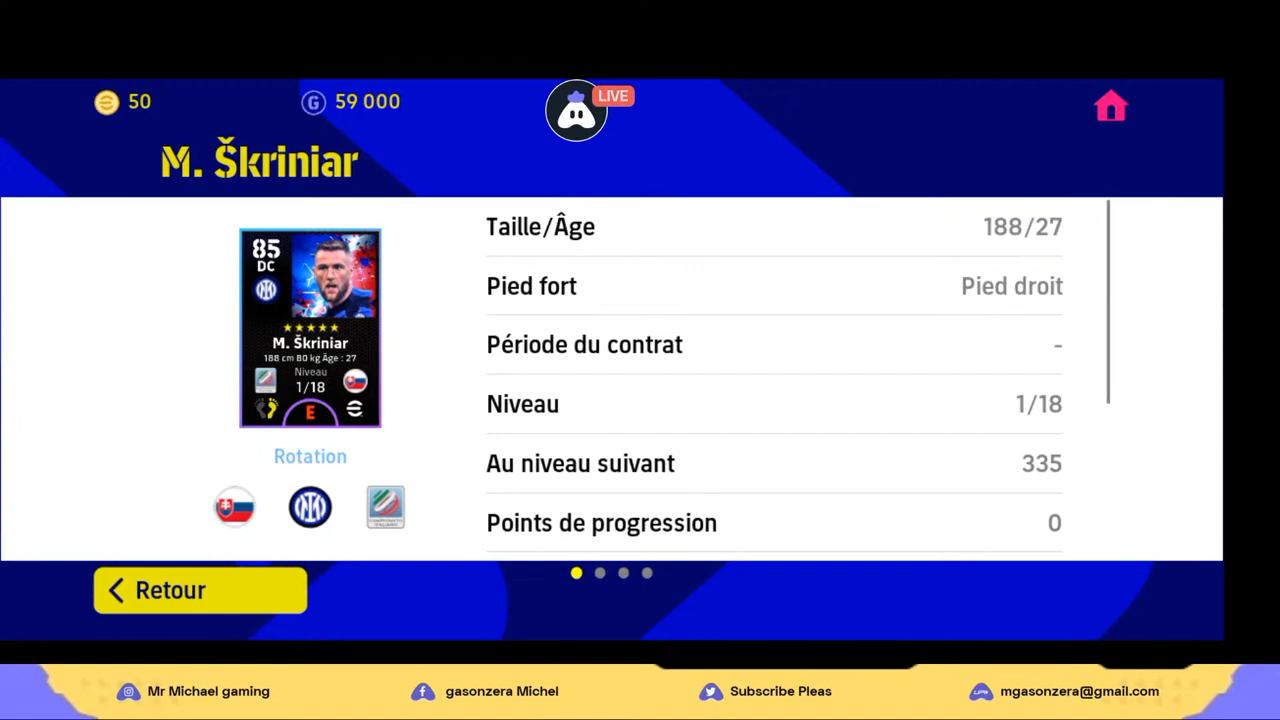 50
59 000
LIVE
M. Škriniar
85
DC
★★★★★
M. Škriniar
188 cm 80 kg Âge : 27
Niveau
1/18
E
Rotation
Taille/Âge 188/27
Pied fort Pied droit
Période du contrat -
Niveau 1/18
Au niveau suivant 335
Points de progression 0
Retour
Mr Michael gaming
gasonzera Michel
Subscribe Pleas
mgasonzera@gmail.com